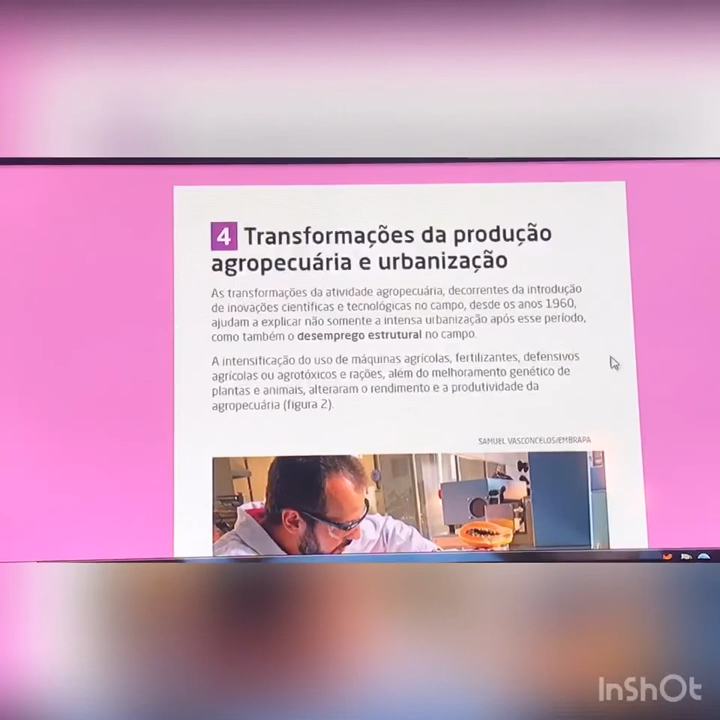 4 Transformações da produção
agropecuária e urbanização
As transformações da atividade agropecuária, decorrentes da introdução
de inovações científicas e tecnológicas no campo, desde os anos 1960,
ajudam a explicar não somente a intensa urbanização após esse período,
como também o desemprego estrutural no campo.
A intensificação do uso de máquinas agrícolas, fertilizantes, defensivos
agrícolas ou agrotóxicos e rações, além do melhoramento genético de
plantas e animais, alteraram o rendimento e a produtividade da
agropecuária (figura 2).
SAMUEL VASCONCELOS/EMBRAPA
InShOt